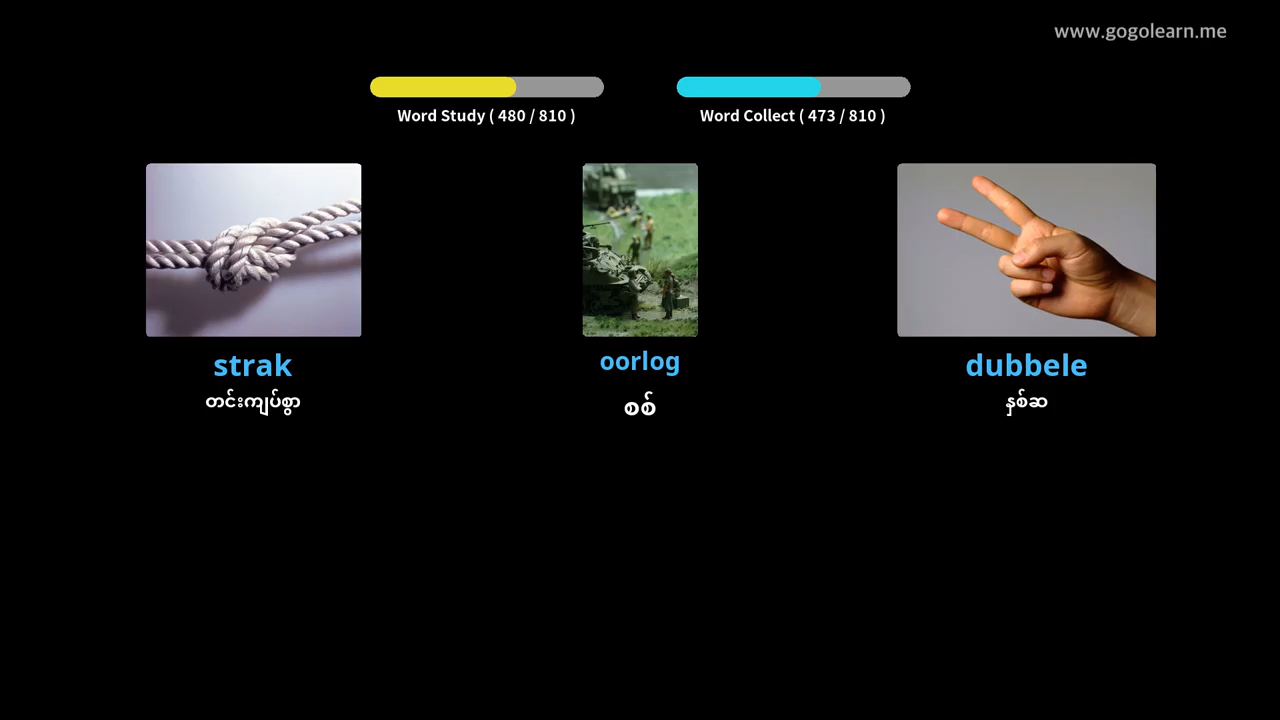 www.gogolearn.me
Word Study ( 480 / 810 )
Word Collect ( 473 / 810 )
strak
တင်းကျပ်စွာ
oorlog
စစ်
dubbele
နှစ်ဆ